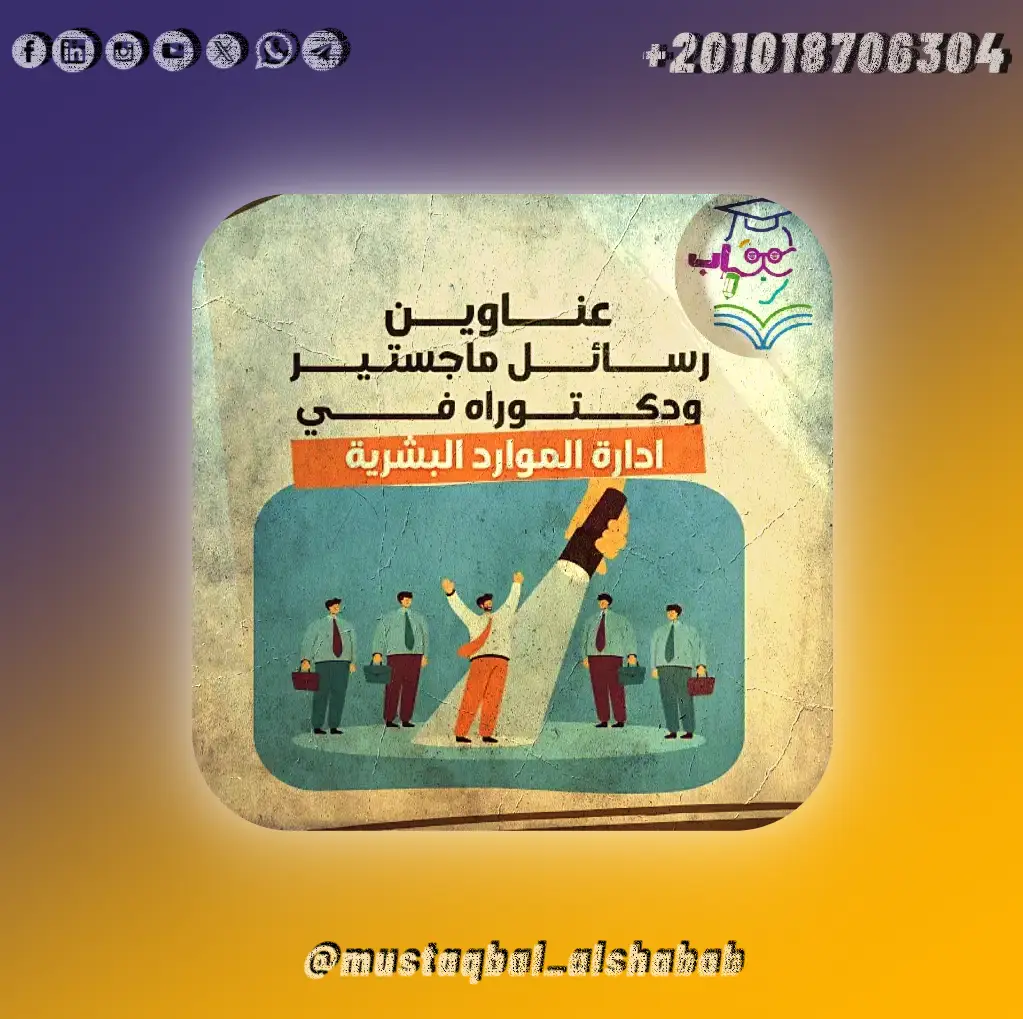 +201018706304
عناوين
رسائل ماجستير
ودكتوراه في
ادارة الموارد البشرية
@mustaqbal_alshabab